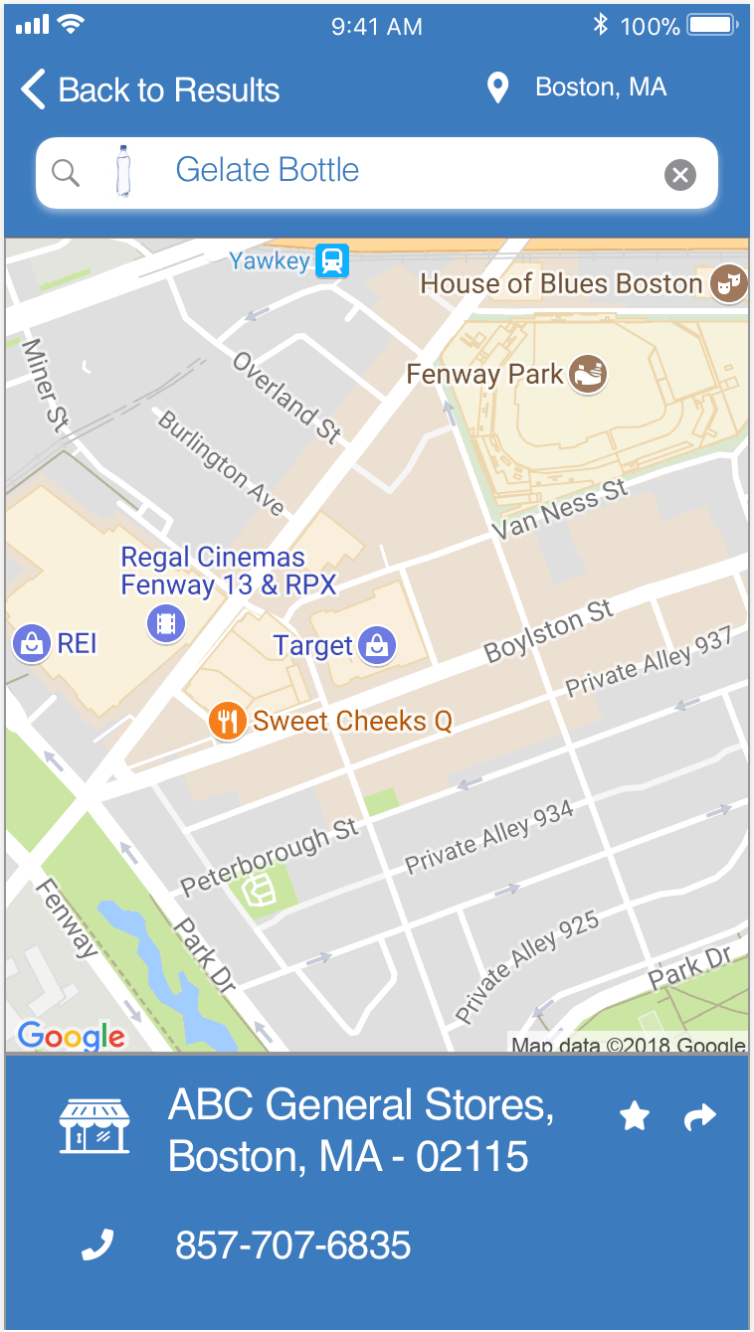 9:41 AM
100%
Back to Results
Boston, MA
Gelate Bottle
Yawkey
House of Blues Boston
Fenway Park
Miner St
Overland St
Burlington Ave
Van Ness St
Regal Cinemas
Fenway 13 & RPX
REI
Target
Boylston St
Private Alley 937
Sweet Cheeks Q
Peterborough St
Private Alley 934
Fenway
Park Dr
Private Alley 925
Park Dr
Google
Map data ©2018 Google
ABC General Stores,
Boston, MA - 02115
857-707-6835